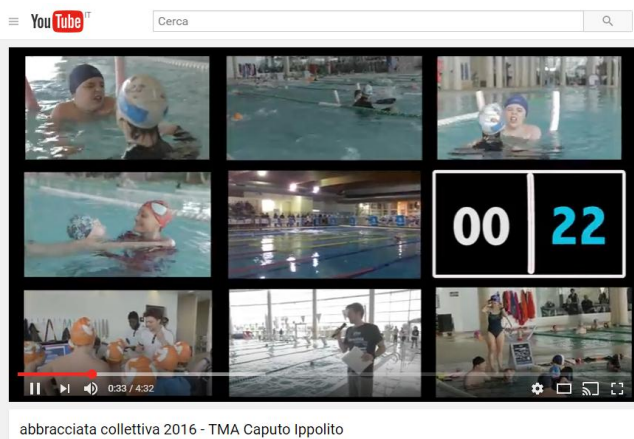 YouTube IT
Cerca
00 22
0:33 / 4:32
abbracciata collettiva 2016 - TMA Caputo Ippolito